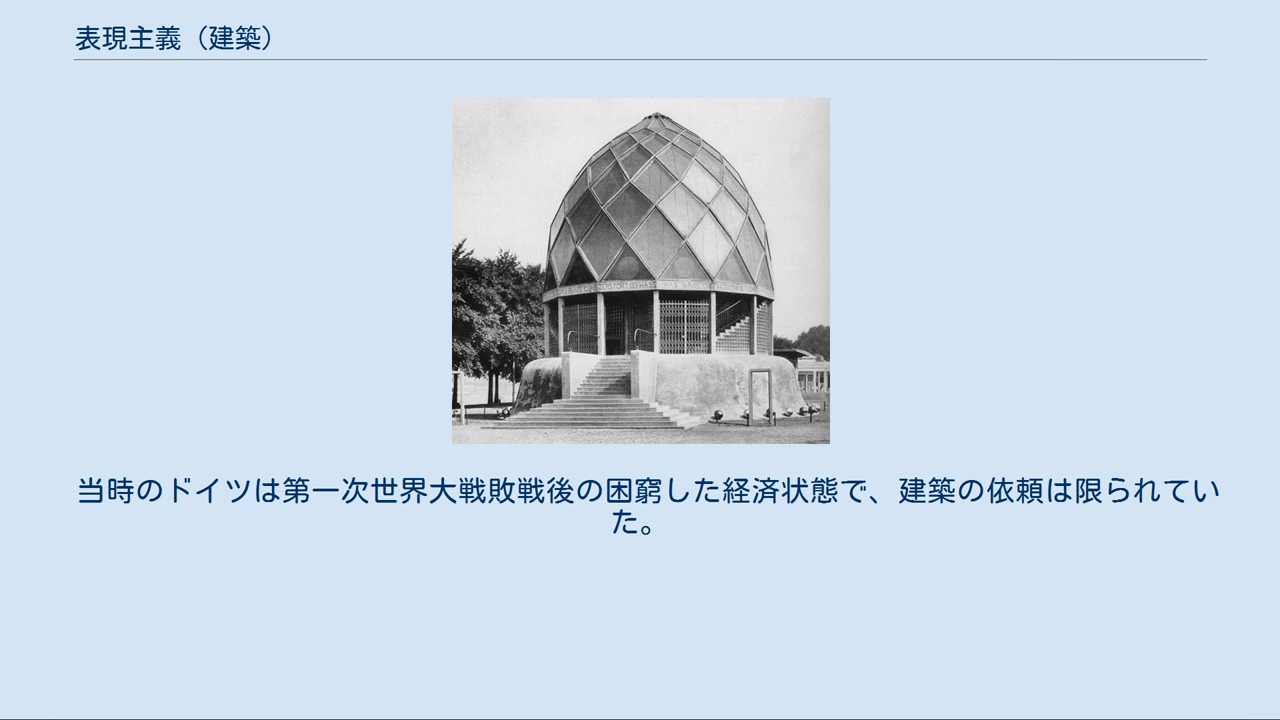 表現主義（建築）
当時のドイツは第一次世界大戦敗戦後の困窮した経済状態で、建築の依頼は限られてい
た。